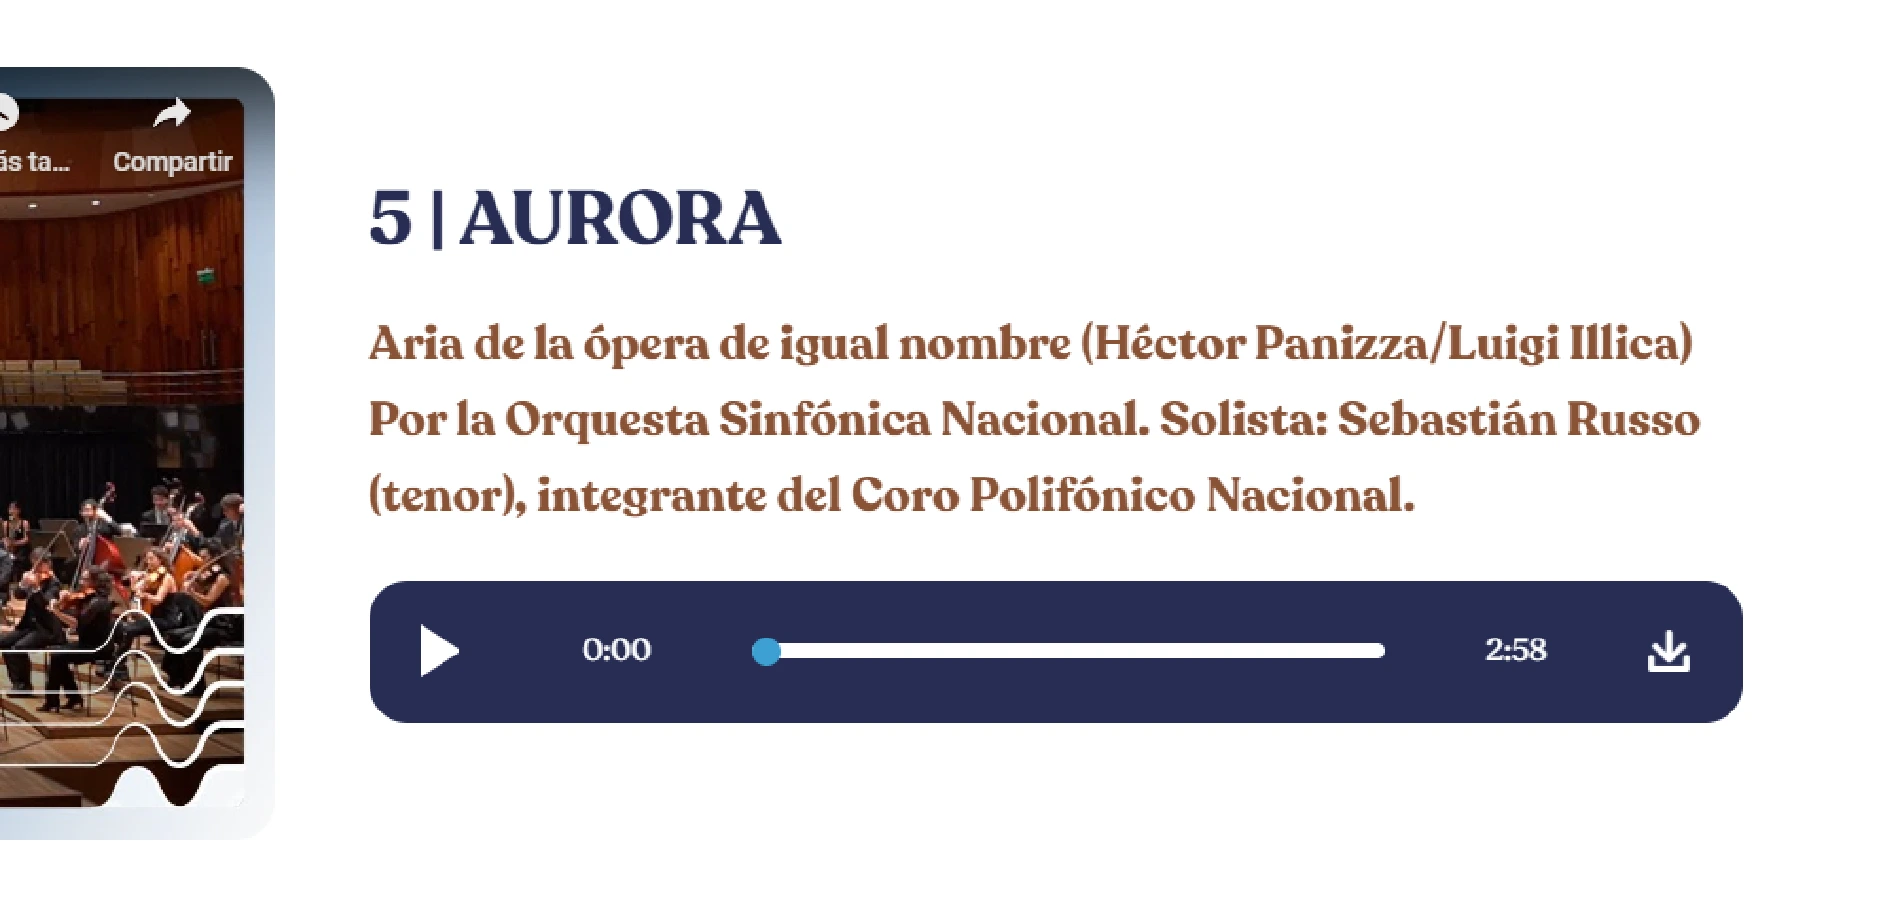 ás ta...
Compartir
5 | AURORA
Aria de la ópera de igual nombre (Héctor Panizza/Luigi Illica)
Por la Orquesta Sinfónica Nacional. Solista: Sebastián Russo
(tenor), integrante del Coro Polifónico Nacional.
0:00
2:58